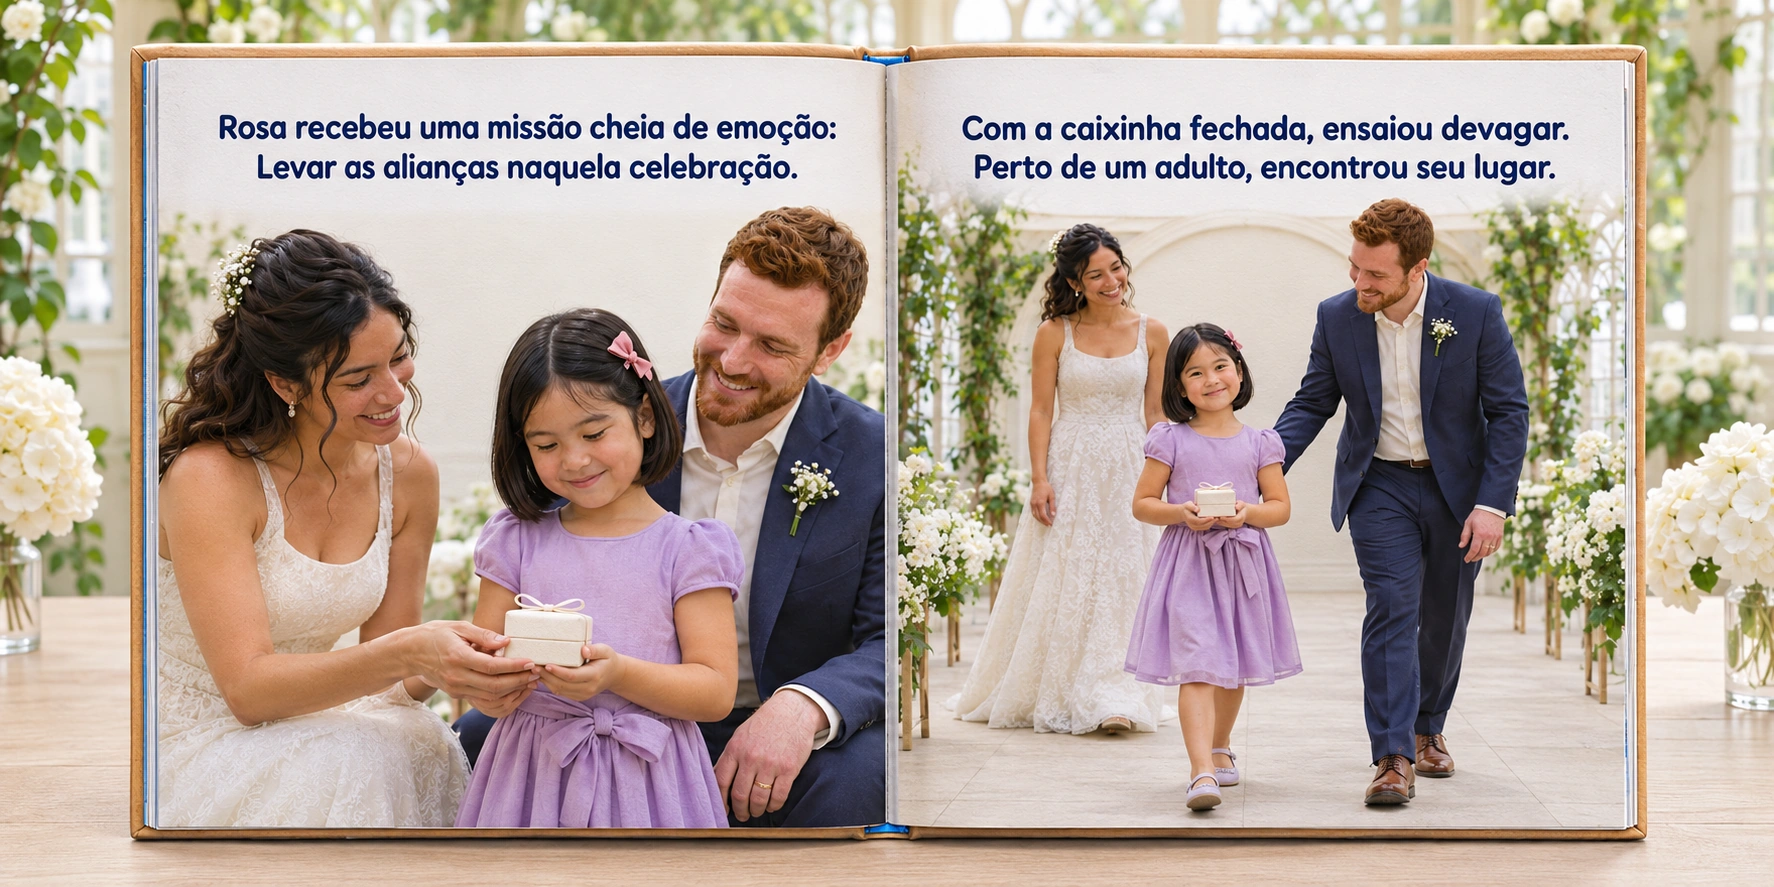 Rosa recebeu uma missão cheia de emoção:
Levar as alianças naquela celebração.
Com a caixinha fechada, ensaiou devagar.
Perto de um adulto, encontrou seu lugar.